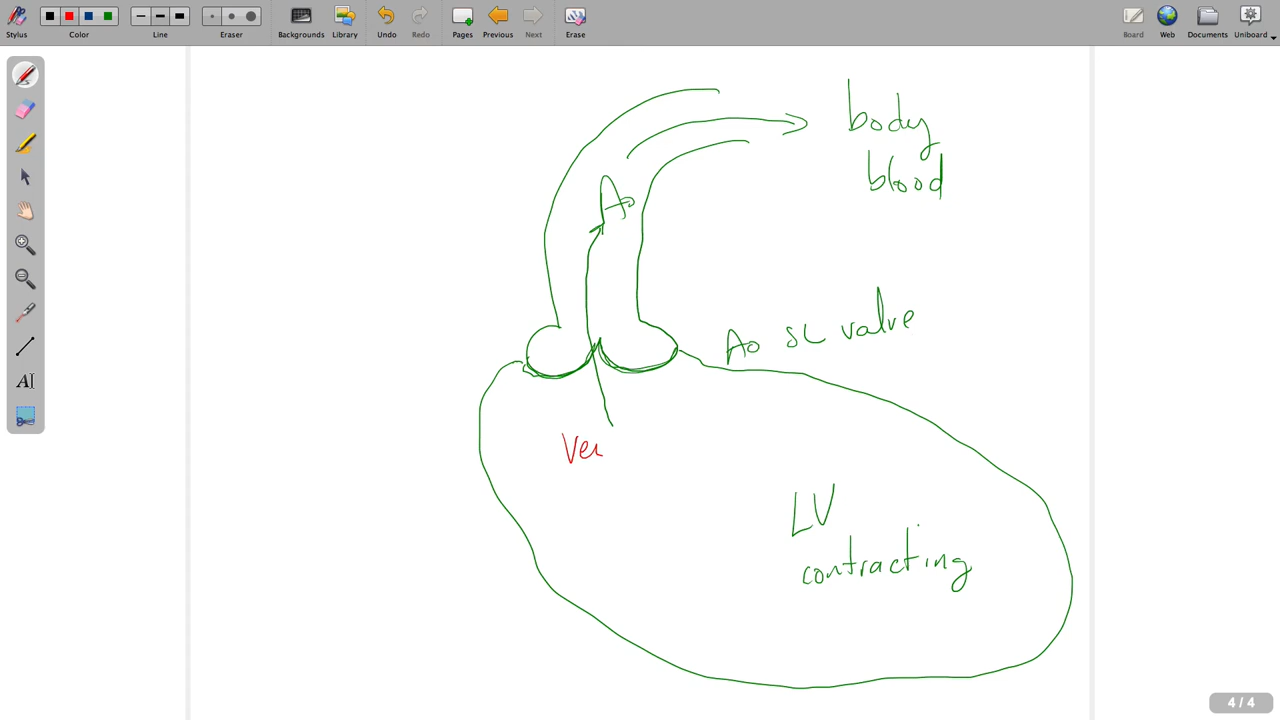 Stylus
Color
Line
Eraser
Backgrounds
Library
Undo
Redo
Pages
Previous
Next
Erase
Board
Web
Documents
Uniboard
A
body
blood
Ao
Ao SL valve
Ver
LV
contracting
4 / 4